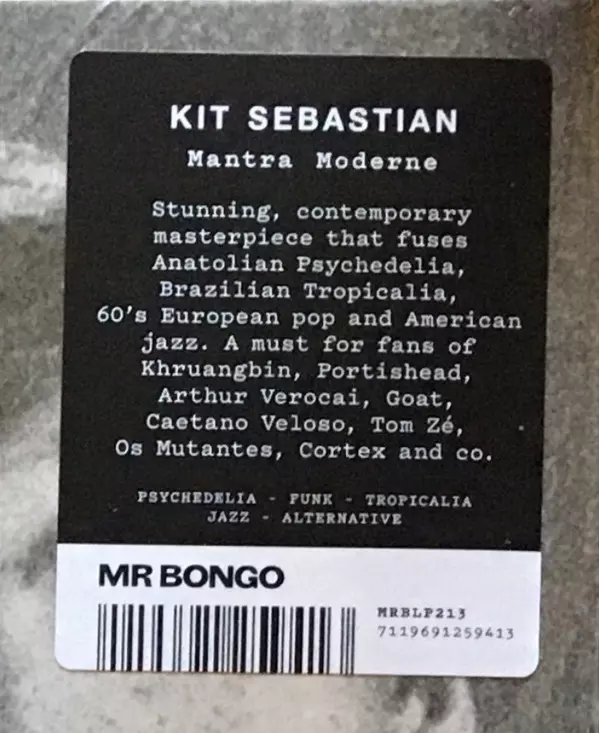 KIT SEBASTIAN
Mantra Moderne
Stunning, contemporary
masterpiece that fuses
Anatolian Psychedelia,
Brazilian Tropicalia,
60's European pop and American
jazz. A must for fans of
Khruangbin, Portishead,
Arthur Verocai, Goat,
Caetano Veloso, Tom Zé,
Os Mutantes, Cortex and co.
PSYCHEDELIA - FUNK - TROPICALIA
JAZZ - ALTERNATIVE
MR BONGO
MRBLP213
7119691259413